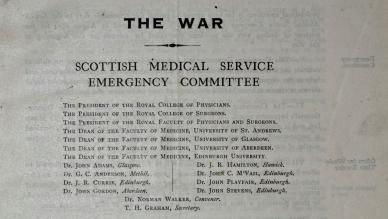 THE WAR
SCOTTISH MEDICAL SERVICE
EMERGENCY COMMITTEE
THE PRESIDENT OF THE ROYAL COLLEGE OF PHYSICIANS.
THE PRESIDENT OF THE ROYAL COLLEGE OF SURGEONS.
THE PRESIDENT OF THE ROYAL FACULTY OF PHYSICIANS AND SURGEONS.
THE DEAN OF THE FACULTY OF MEDICINE, UNIVERSITY OF ST. ANDREWS.
THE DEAN OF THE FACULTY OF MEDICINE, UNIVERSITY OF GLASGOW.
THE DEAN OF THE FACULTY OF MEDICINE, UNIVERSITY OF ABERDEEN.
THE DEAN OF THE FACULTY OF MEDICINE, EDINBURGH UNIVERSITY.
Dr. JOHN ADAMS, Glasgow. Dr. J. R. HAMILTON, Hawick.
Dr. G. C. ANDERSON, Methil. Dr. JOHN C. M'VAIL, Edinburgh.
Dr. J. R. CURRIE, Edinburgh. Dr. JOHN PLAYFAIR, Edinburgh.
Dr. JOHN GORDON, Aberdeen. Dr. JOHN STEVENS, Edinburgh.
Dr. NORMAN WALKER, Convener.
T. H. GRAHAM, Secretary.